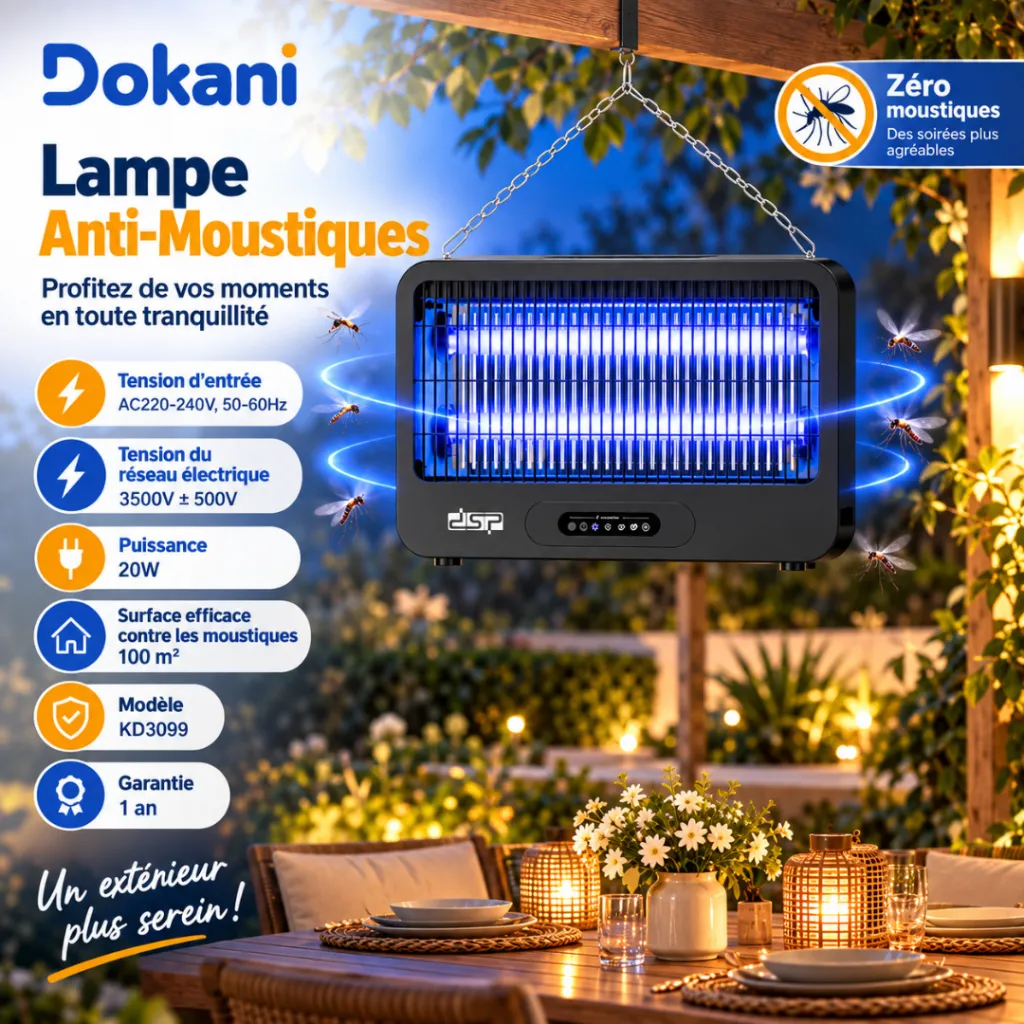 Dokani
Lampe
Anti-Moustiques
Profitez de vos moments
en toute tranquillité
Zéro
moustiques
Des soirées plus
agréables
Tension d'entrée
AC220-240V, 50-60Hz
Tension du
réseau électrique
3500V ± 500V
Puissance
20W
Surface efficace
contre les moustiques
100 m²
Modèle
KD3099
Garantie
1 an
dsp
Un extérieur
plus serein !